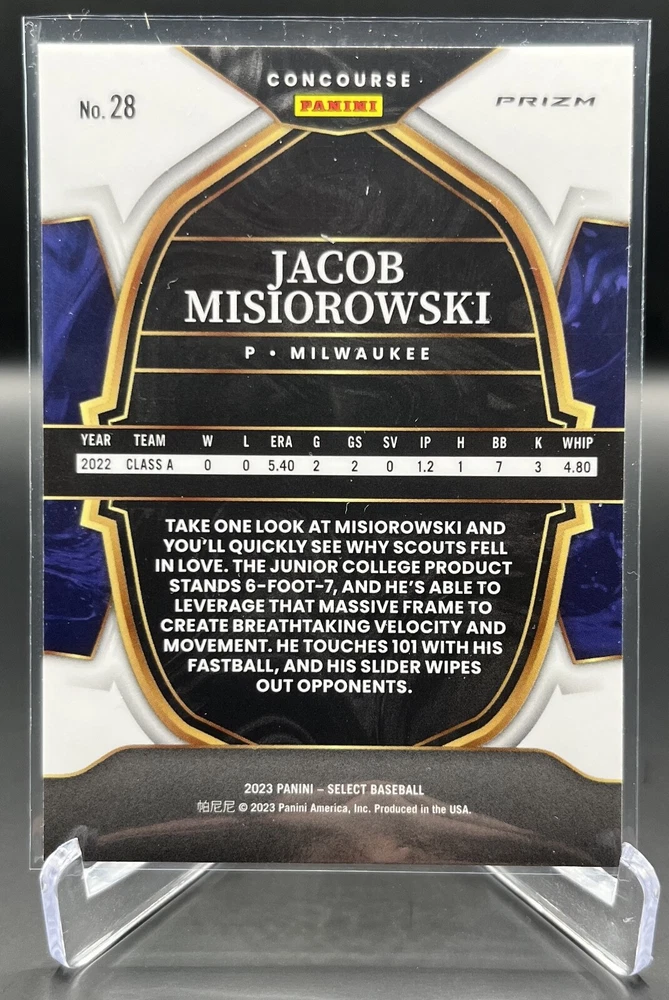 CONCOURSE
No. 28
PANINI
PRIZM
JACOB
MISIOROWSKI
P • MILWAUKEE
YEAR TEAM W L ERA G GS SV IP H BB K WHIP
2022 CLASS A 0 0 5.40 2 2 0 1.2 1 7 3 4.80
TAKE ONE LOOK AT MISIOROWSKI AND
YOU'LL QUICKLY SEE WHY SCOUTS FELL
IN LOVE. THE JUNIOR COLLEGE PRODUCT
STANDS 6-FOOT-7, AND HE'S ABLE TO
LEVERAGE THAT MASSIVE FRAME TO
CREATE BREATHTAKING VELOCITY AND
MOVEMENT. HE TOUCHES 101 WITH HIS
FASTBALL, AND HIS SLIDER WIPES
OUT OPPONENTS.
2023 PANINI – SELECT BASEBALL
帕尼尼 © 2023 Panini America, Inc. Produced in the USA.